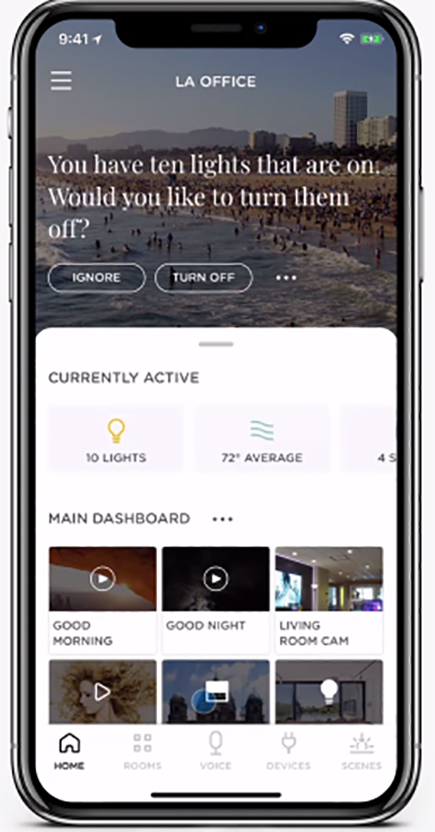 9:41
LA OFFICE
You have ten lights that are on.
Would you like to turn them
off?
IGNORE
TURN OFF
•••
CURRENTLY ACTIVE
10 LIGHTS
72° AVERAGE
4 S
MAIN DASHBOARD •••
GOOD
MORNING
GOOD NIGHT
LIVING
ROOM CAM
HOME
ROOMS
VOICE
DEVICES
SCENES